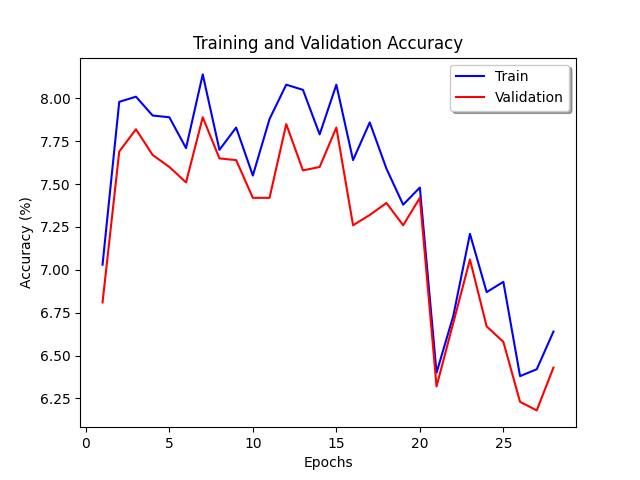 Training and Validation Accuracy
Train
Validation
8.00
7.75
7.50
7.25
7.00
6.75
6.50
6.25
Accuracy (%)
0 5 10 15 20 25
Epochs